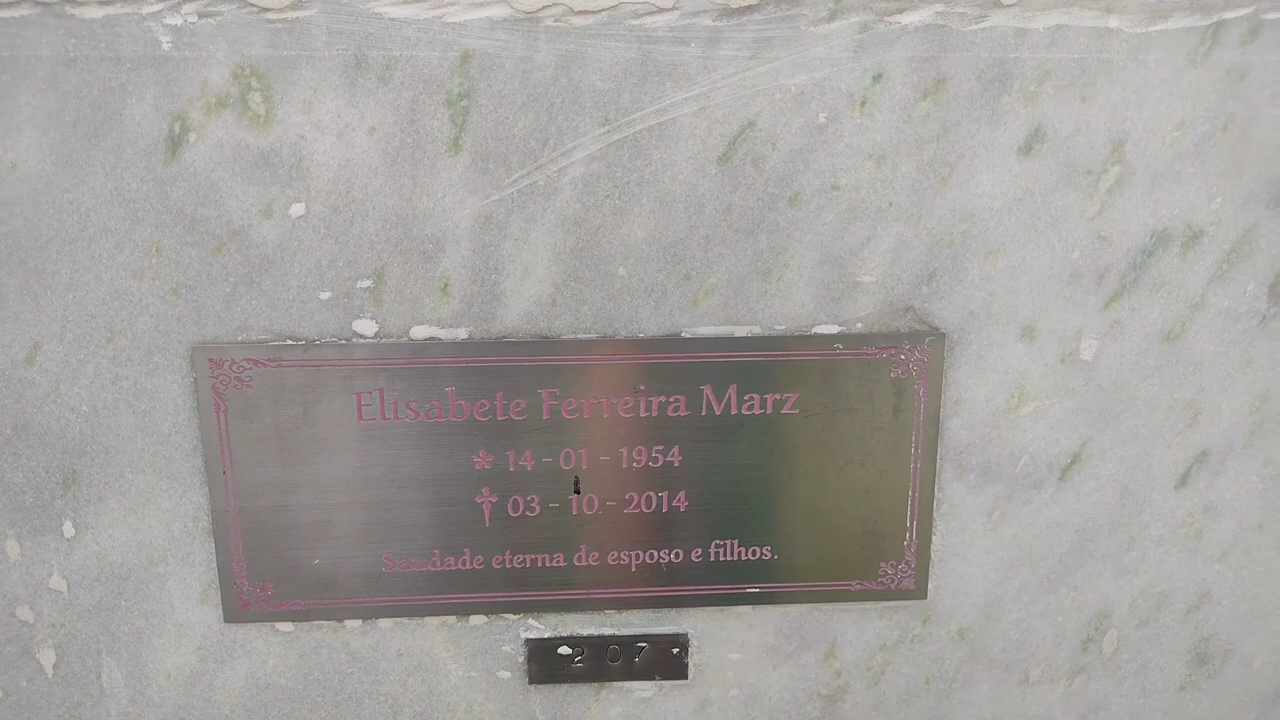 Elisabete Ferreira Marz
* 14 - 01 - 1954
✝ 03 - 10 - 2014
Saudade eterna de esposo e filhos.
207